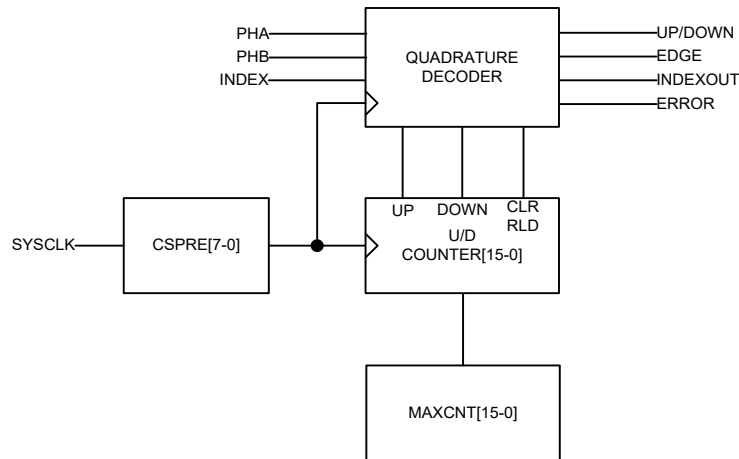 PHA
PHB
INDEX
QUADRATURE
DECODER
UP/DOWN
EDGE
INDEXOUT
ERROR
SYSCLK
CSPRE[7-0]
UP
DOWN
CLR
RLD
U/D
COUNTER[15-0]
MAXCNT[15-0]